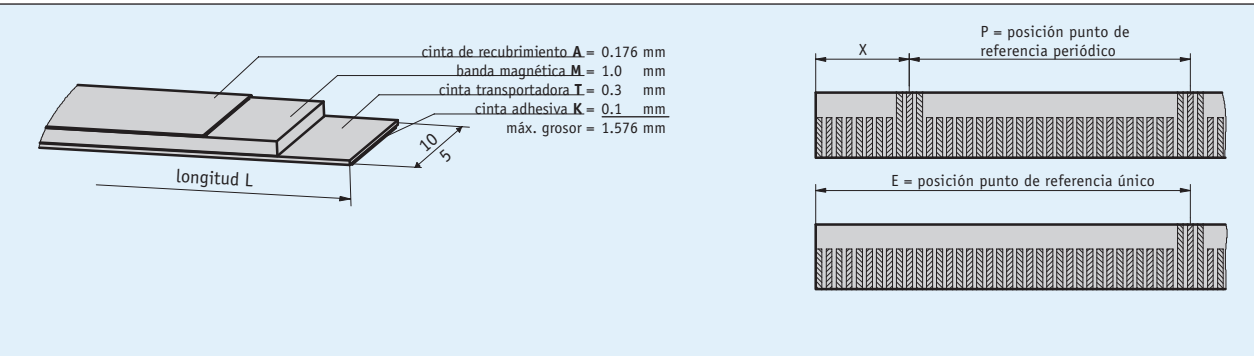 cinta de recubrimiento A = 0.176 mm
banda magnética M = 1.0 mm
cinta transportadora T = 0.3 mm
cinta adhesiva K = 0.1 mm
máx. grosor = 1.576 mm
10
5
longitud L
P = posición punto de
referencia periódico
X
E = posición punto de referencia único